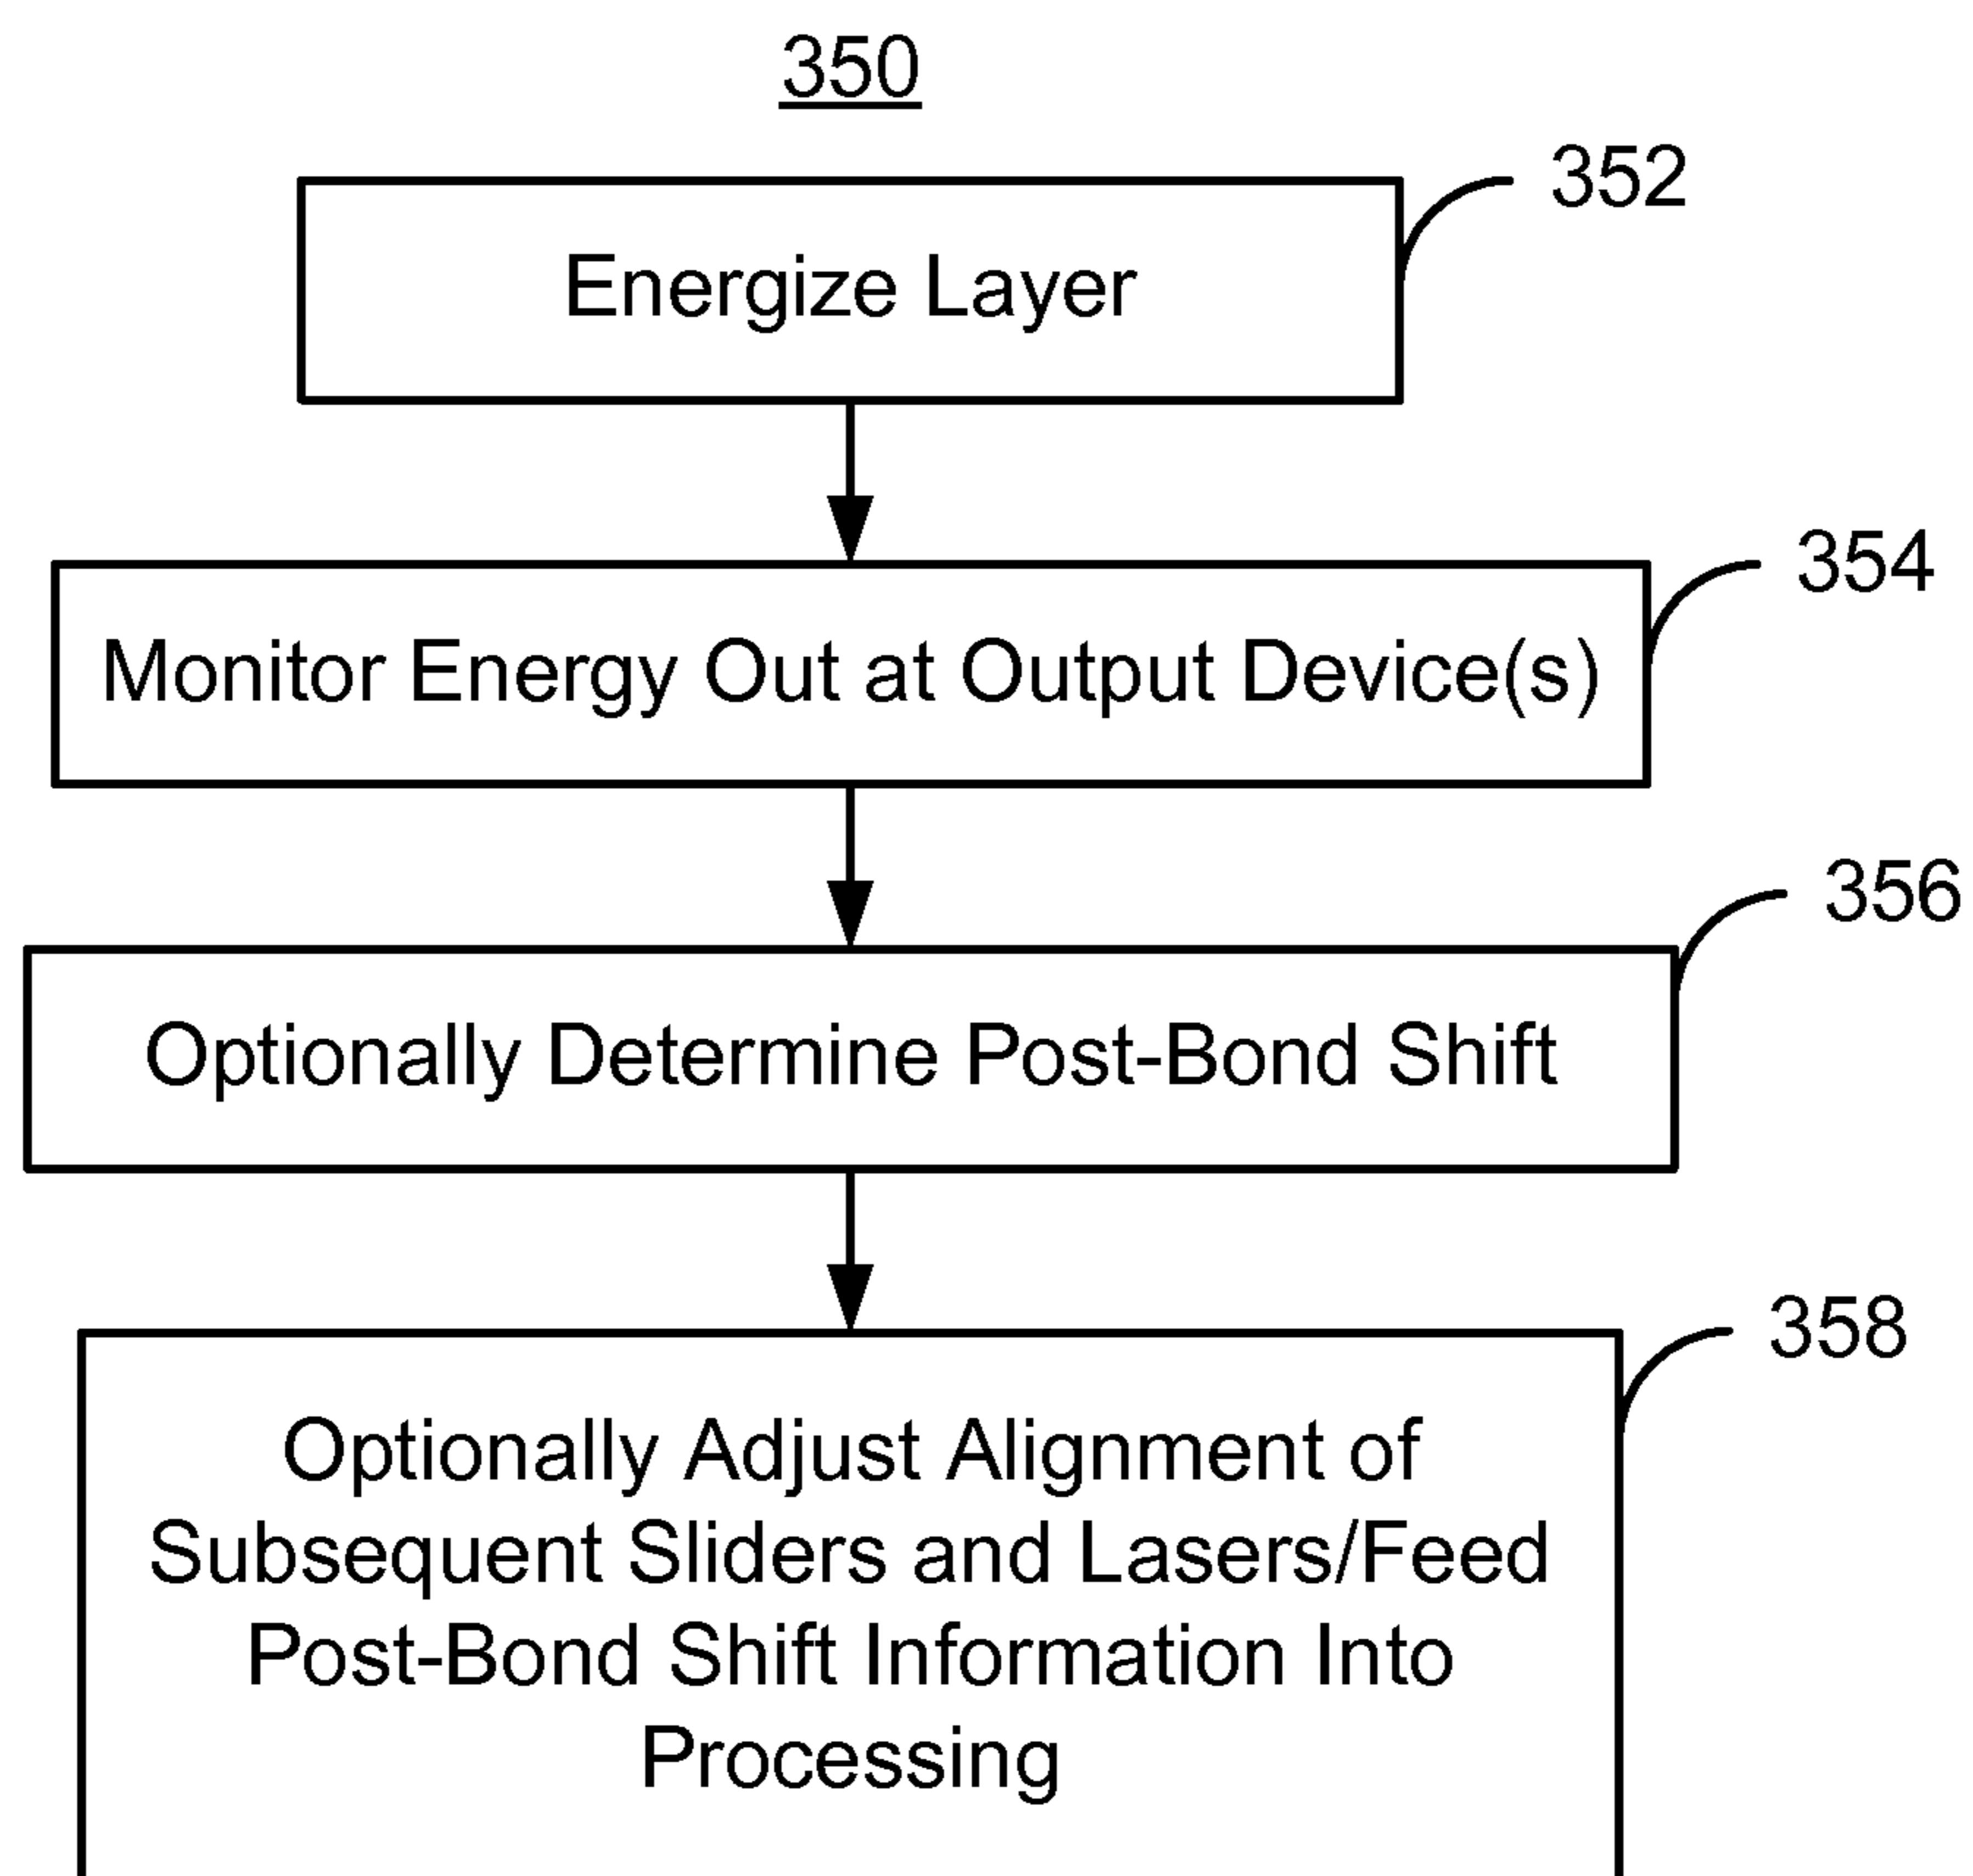 350
352
Energize Layer
354
Monitor Energy Out at Output Device(s)
356
Optionally Determine Post-Bond Shift
358
Optionally Adjust Alignment of
Subsequent Sliders and Lasers/Feed
Post-Bond Shift Information Into
Processing